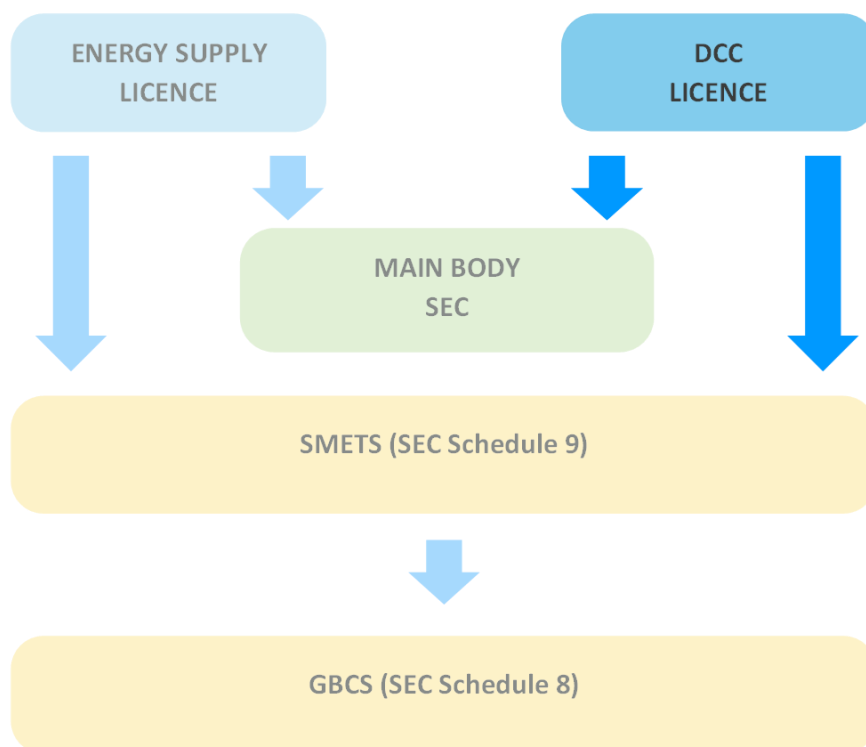 ENERGY SUPPLY
LICENCE
DCC
LICENCE
MAIN BODY
SEC
SMETS (SEC Schedule 9)
GBCS (SEC Schedule 8)